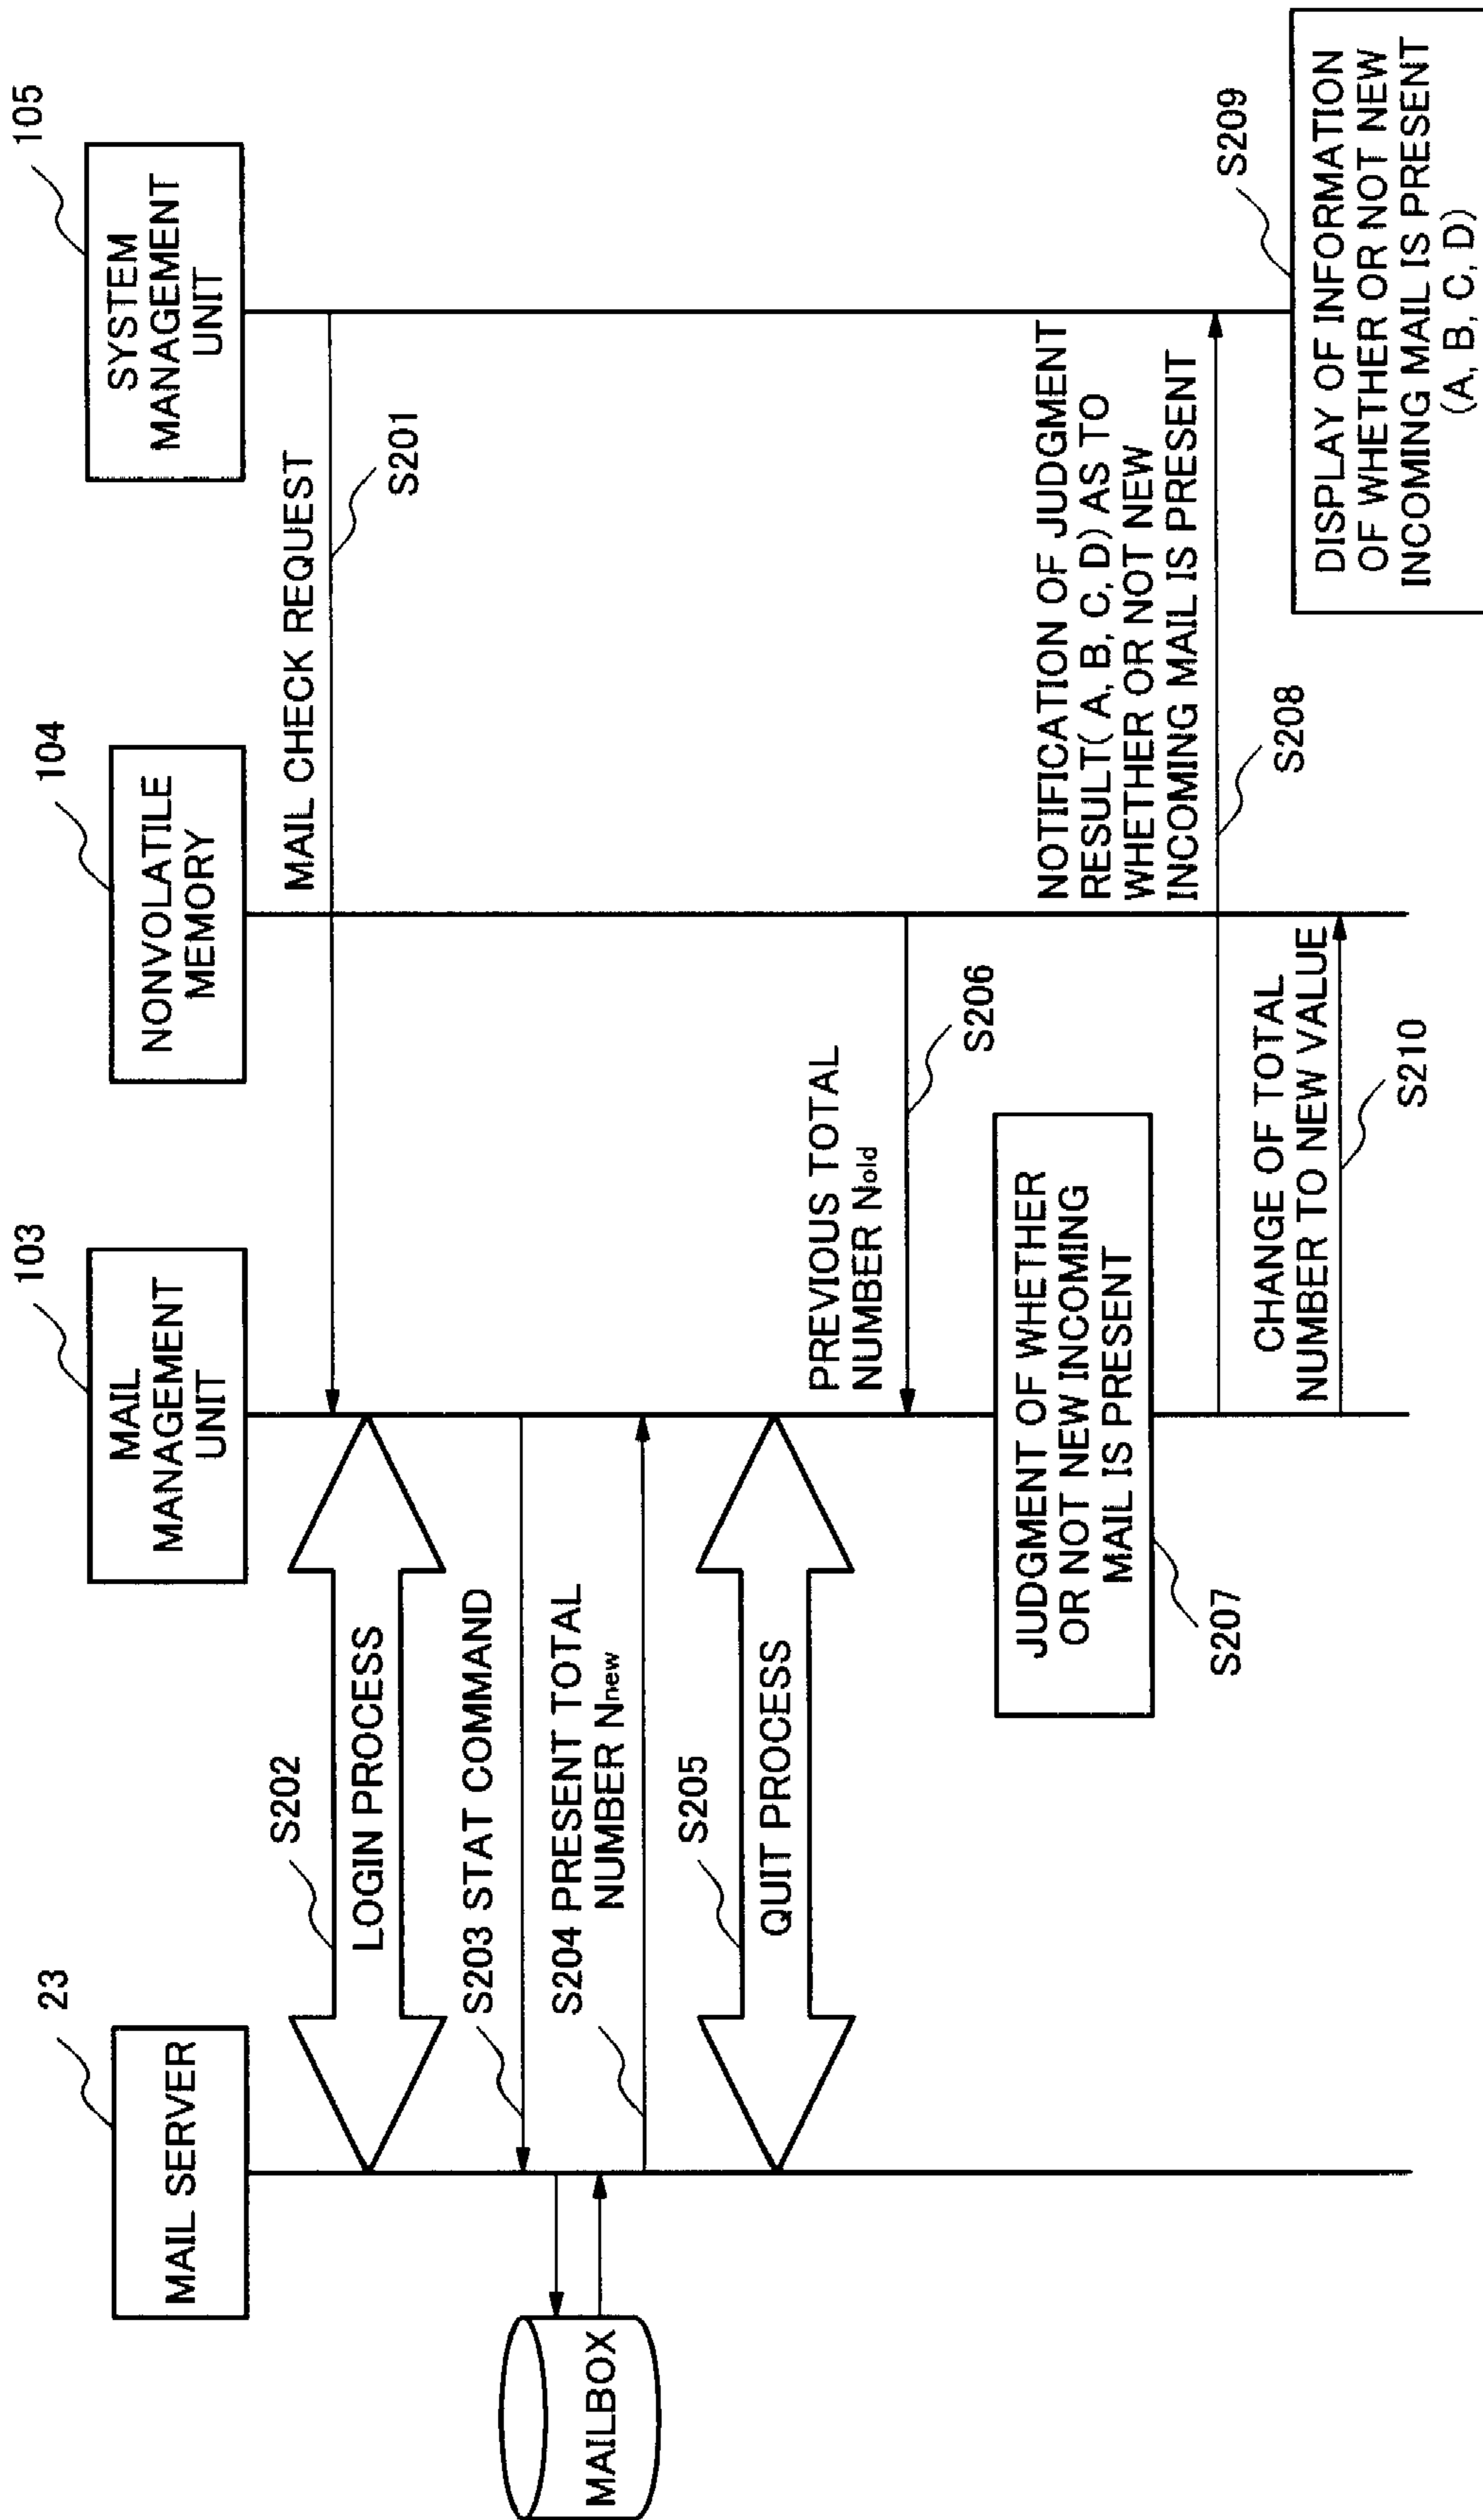 23
MAIL SERVER
103
MAIL
MANAGEMENT
UNIT
104
NONVOLATILE
MEMORY
105
SYSTEM
MANAGEMENT
UNIT
MAIL CHECK REQUEST
S201
S202
LOGIN PROCESS
S203 STAT COMMAND
S204 PRESENT TOTAL
NUMBER Nnew
MAILBOX
S205
QUIT PROCESS
PREVIOUS TOTAL
NUMBER Nold
S206
JUDGMENT OF WHETHER
OR NOT NEW INCOMING
MAIL IS PRESENT
S207
NOTIFICATION OF JUDGMENT
RESULT( A, B, C, D) AS TO
WHETHER OR NOT NEW
INCOMING MAIL IS PRESENT
S208
S209
DISPLAY OF INFORMATION
OF WHETHER OR NOT NEW
INCOMING MAIL IS PRESENT
(A, B, C, D)
CHANGE OF TOTAL
NUMBER TO NEW VALUE
S210